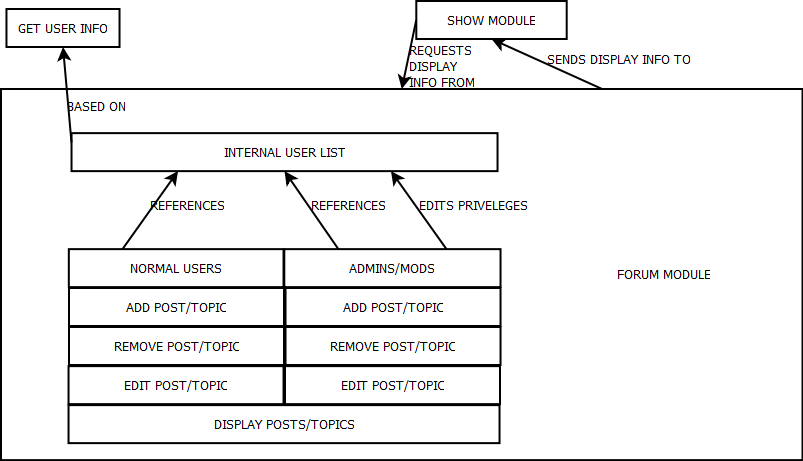 GET USER INFO
SHOW MODULE
REQUESTS
DISPLAY
INFO FROM
SENDS DISPLAY INFO TO
BASED ON
INTERNAL USER LIST
REFERENCES
REFERENCES
EDITS PRIVELEGES
NORMAL USERS
ADMINS/MODS
FORUM MODULE
ADD POST/TOPIC
ADD POST/TOPIC
REMOVE POST/TOPIC
REMOVE POST/TOPIC
EDIT POST/TOPIC
EDIT POST/TOPIC
DISPLAY POSTS/TOPICS